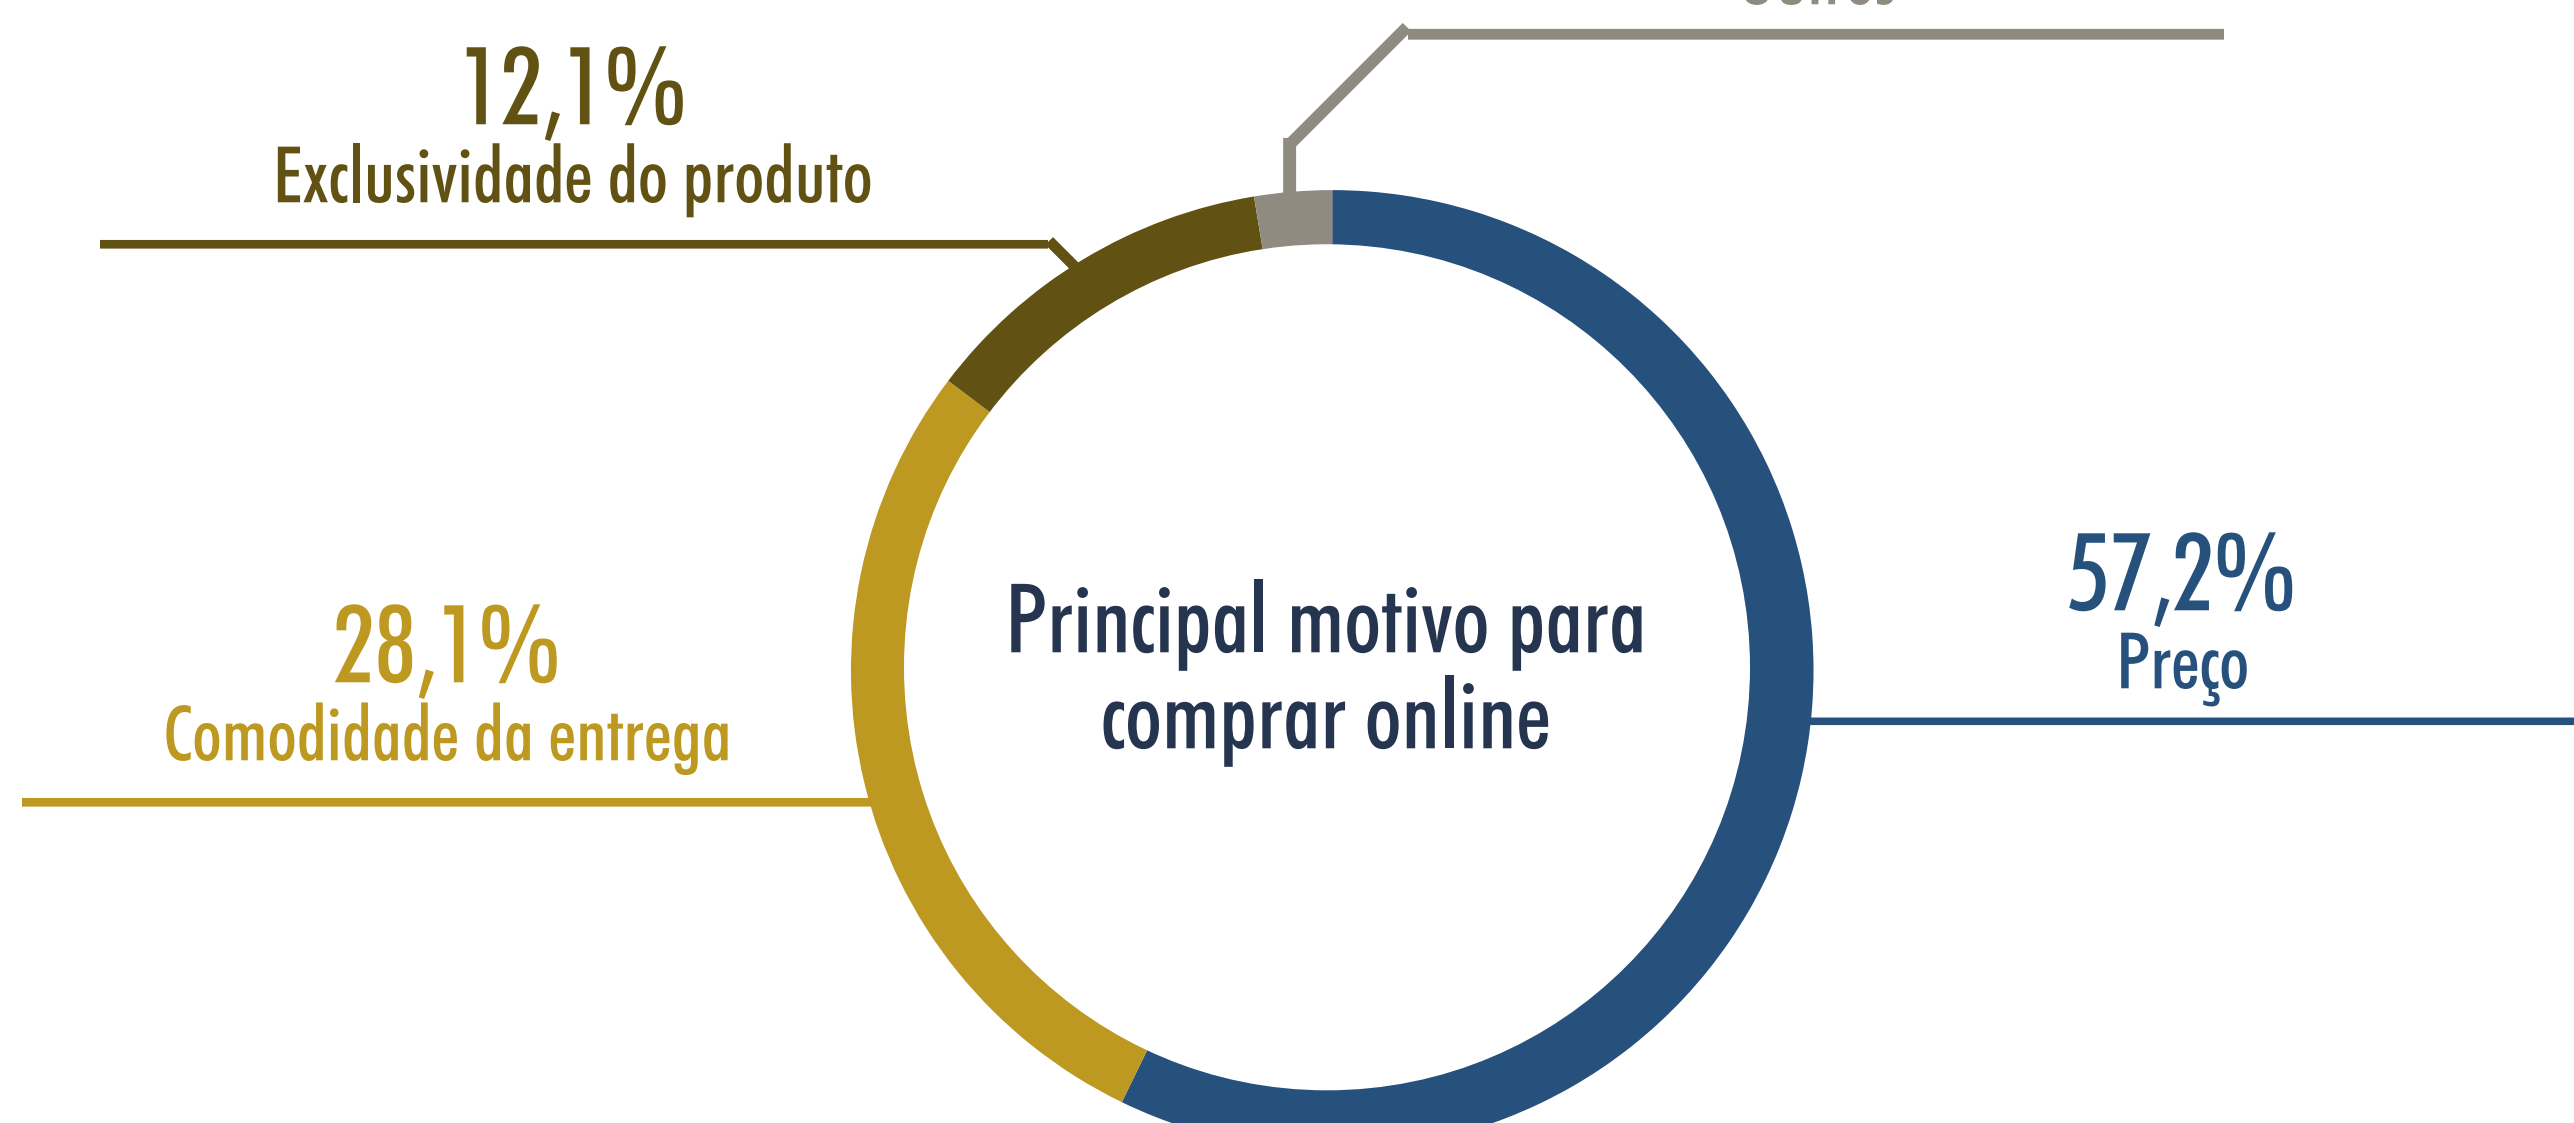 12,1%
Exclusividade do produto
28,1%
Comodidade da entrega
Principal motivo para
comprar online
57,2%
Preço